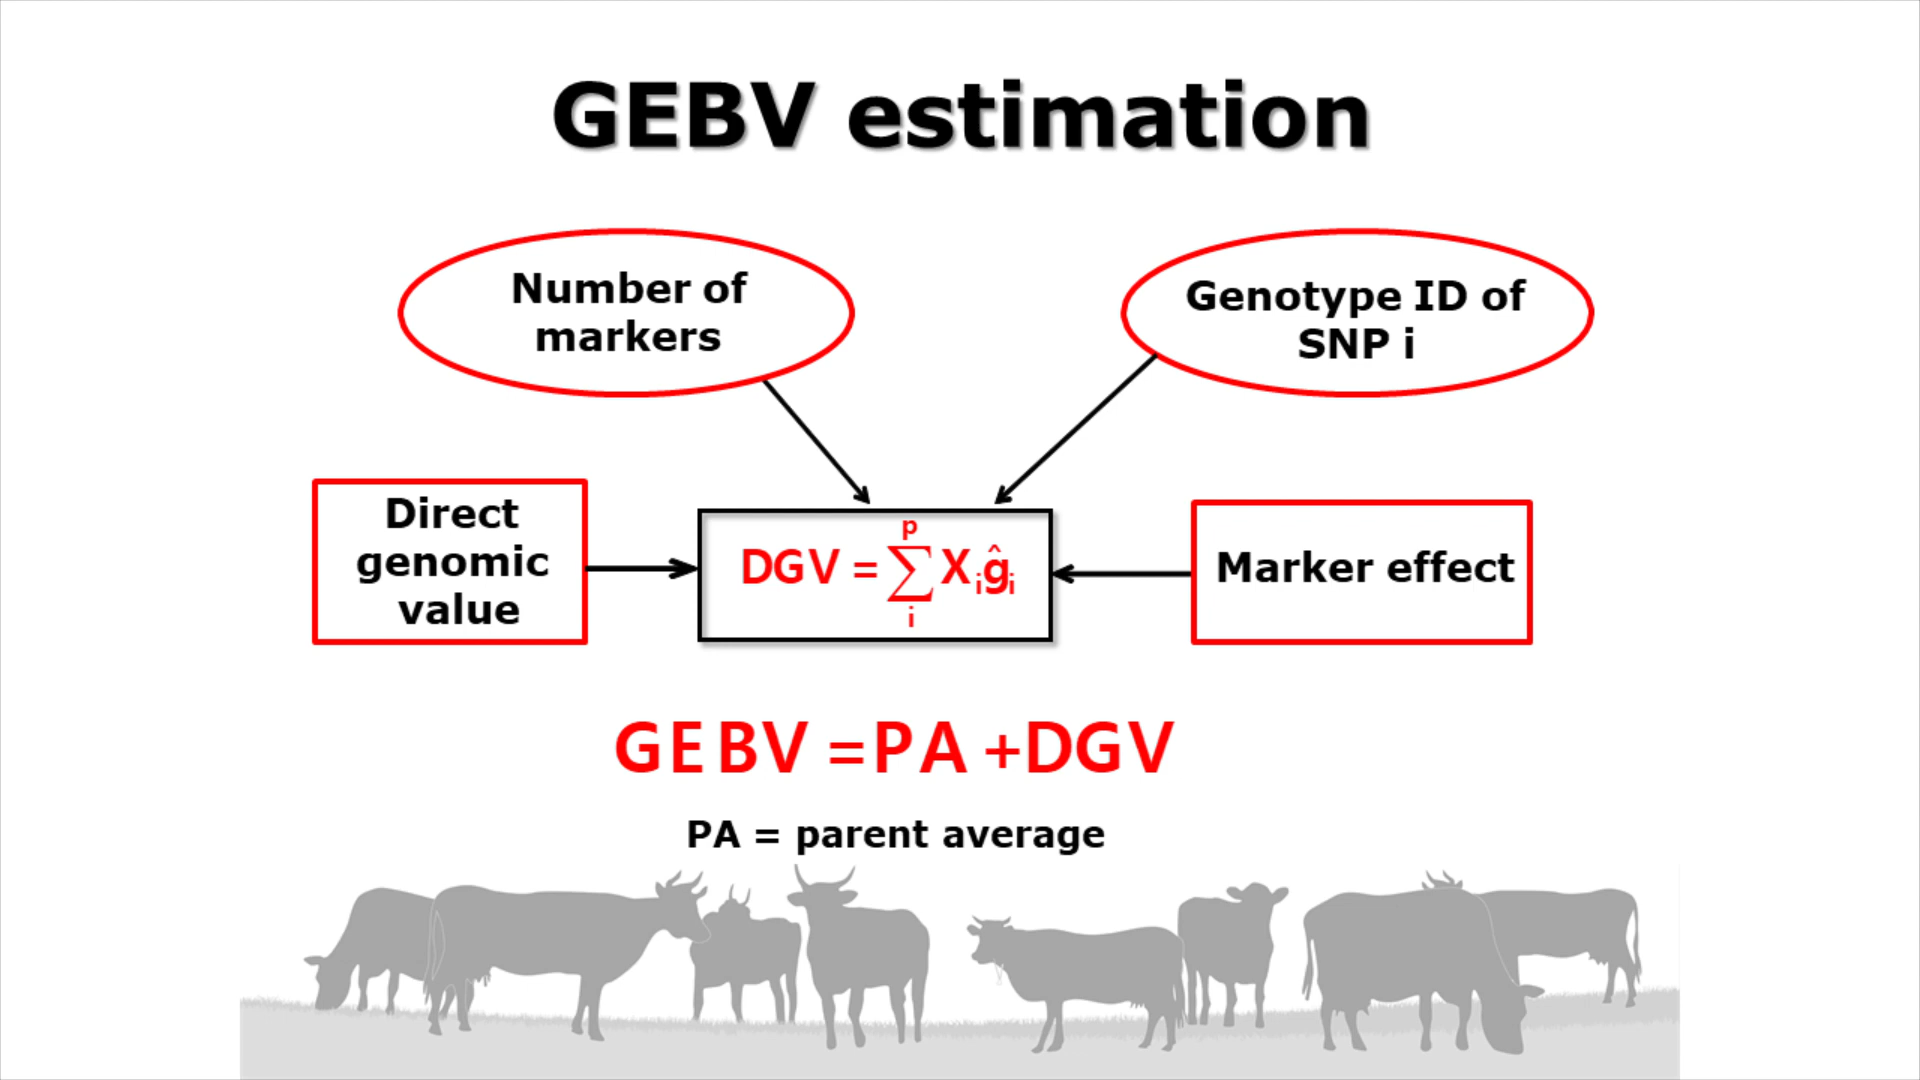 GEBV estimation
Number of
markers
Genotype ID of
SNP i
Direct
genomic
value
p
DGV = ∑ Xᵢĝᵢ
i
Marker effect
GEBV =PA +DGV
PA = parent average